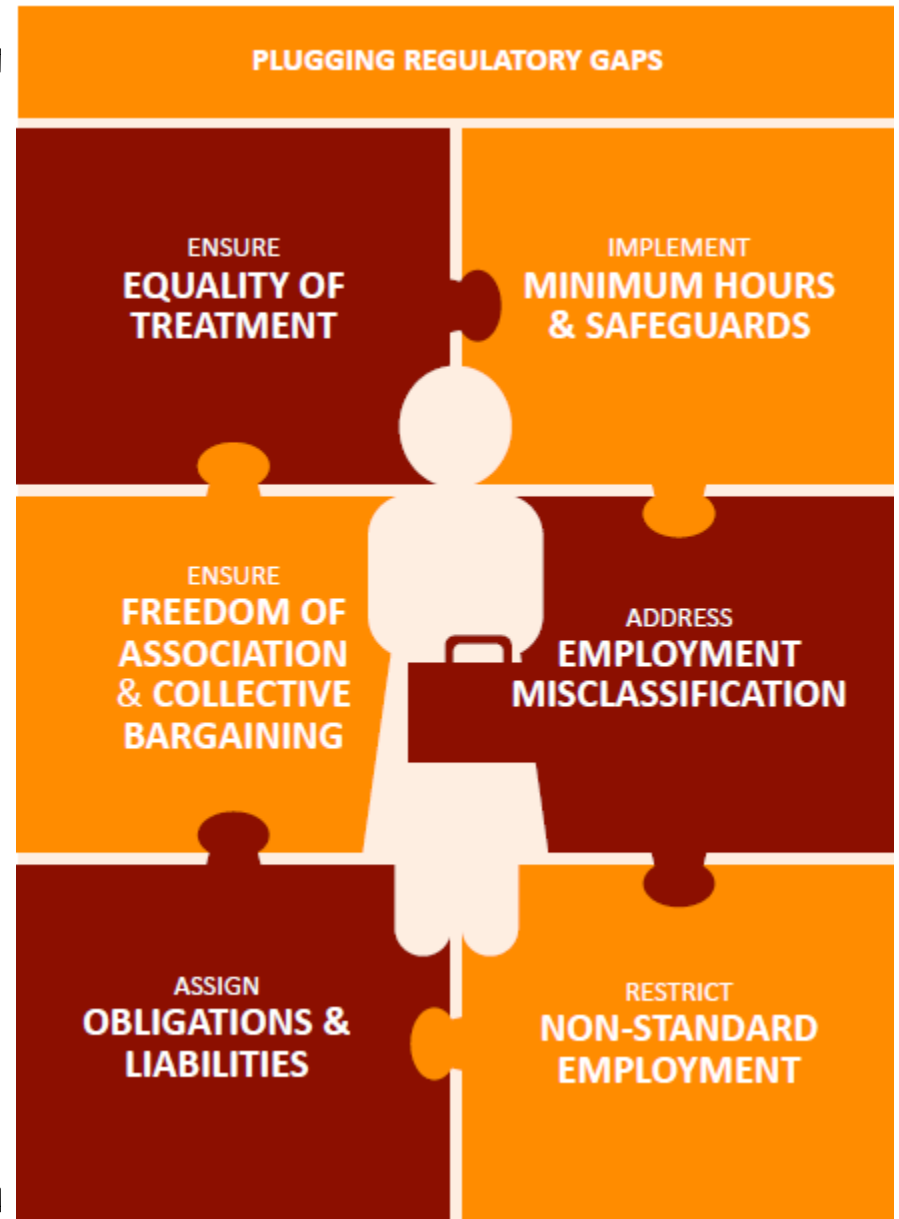 PLUGGING REGULATORY GAPS
ENSURE
EQUALITY OF
TREATMENT
IMPLEMENT
MINIMUM HOURS
& SAFEGUARDS
ENSURE
FREEDOM OF
ASSOCIATION
& COLLECTIVE
BARGAINING
ADDRESS
EMPLOYMENT
MISCLASSIFICATION
ASSIGN
OBLIGATIONS &
LIABILITIES
RESTRICT
NON-STANDARD
EMPLOYMENT